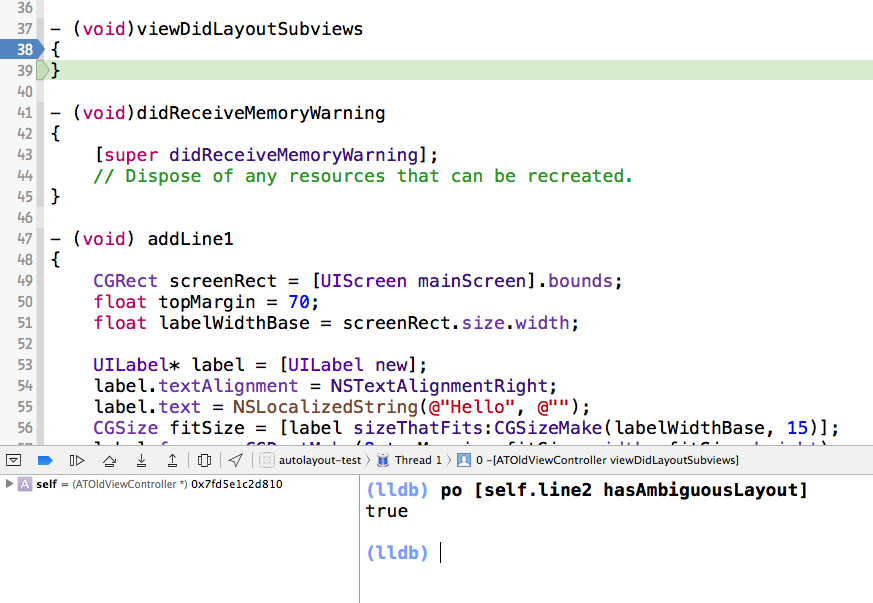 36
37 - (void)viewDidLayoutSubviews
38 {
39 }
40
41 - (void)didReceiveMemoryWarning
42 {
43 [super didReceiveMemoryWarning];
44 // Dispose of any resources that can be recreated.
45 }
46
47 - (void) addLine1
48 {
49 CGRect screenRect = [UIScreen mainScreen].bounds;
50 float topMargin = 70;
51 float labelWidthBase = screenRect.size.width;
52
53 UILabel* label = [UILabel new];
54 label.textAlignment = NSTextAlignmentRight;
55 label.text = NSLocalizedString(@"Hello", @"");
56 CGSize fitSize = [label sizeThatFits:CGSizeMake(labelWidthBase, 15)];
autolayout-test Thread 1 0 -[ATOldViewController viewDidLayoutSubviews]
A self = (ATOldViewController *) 0x7fd5e1c2d810
(lldb) po [self.line2 hasAmbiguousLayout]
true
(lldb)